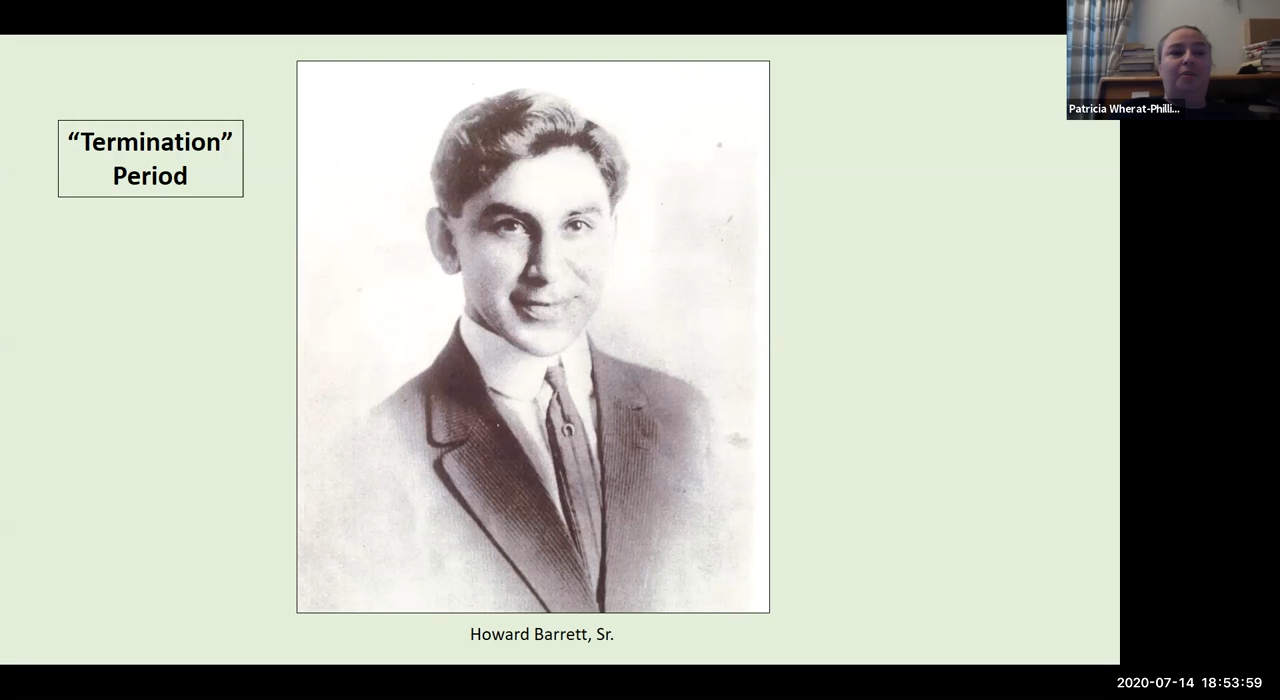 “Termination”
Period
Howard Barrett, Sr.
Patricia Wherat-Philli...
2020-07-14 18:53:59